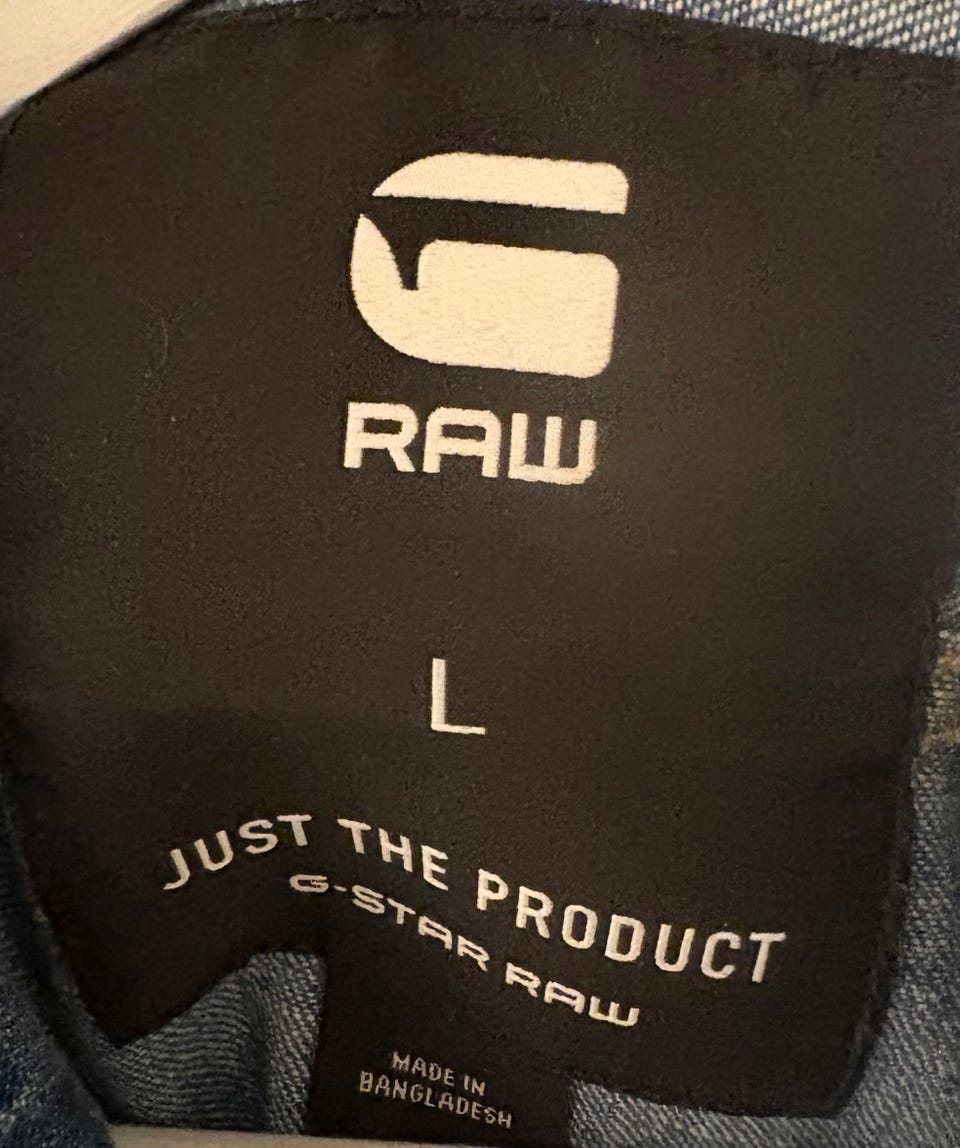 G
RAW
L
JUST THE PRODUCT
G-STAR RAW
MADE IN
BANGLADESH